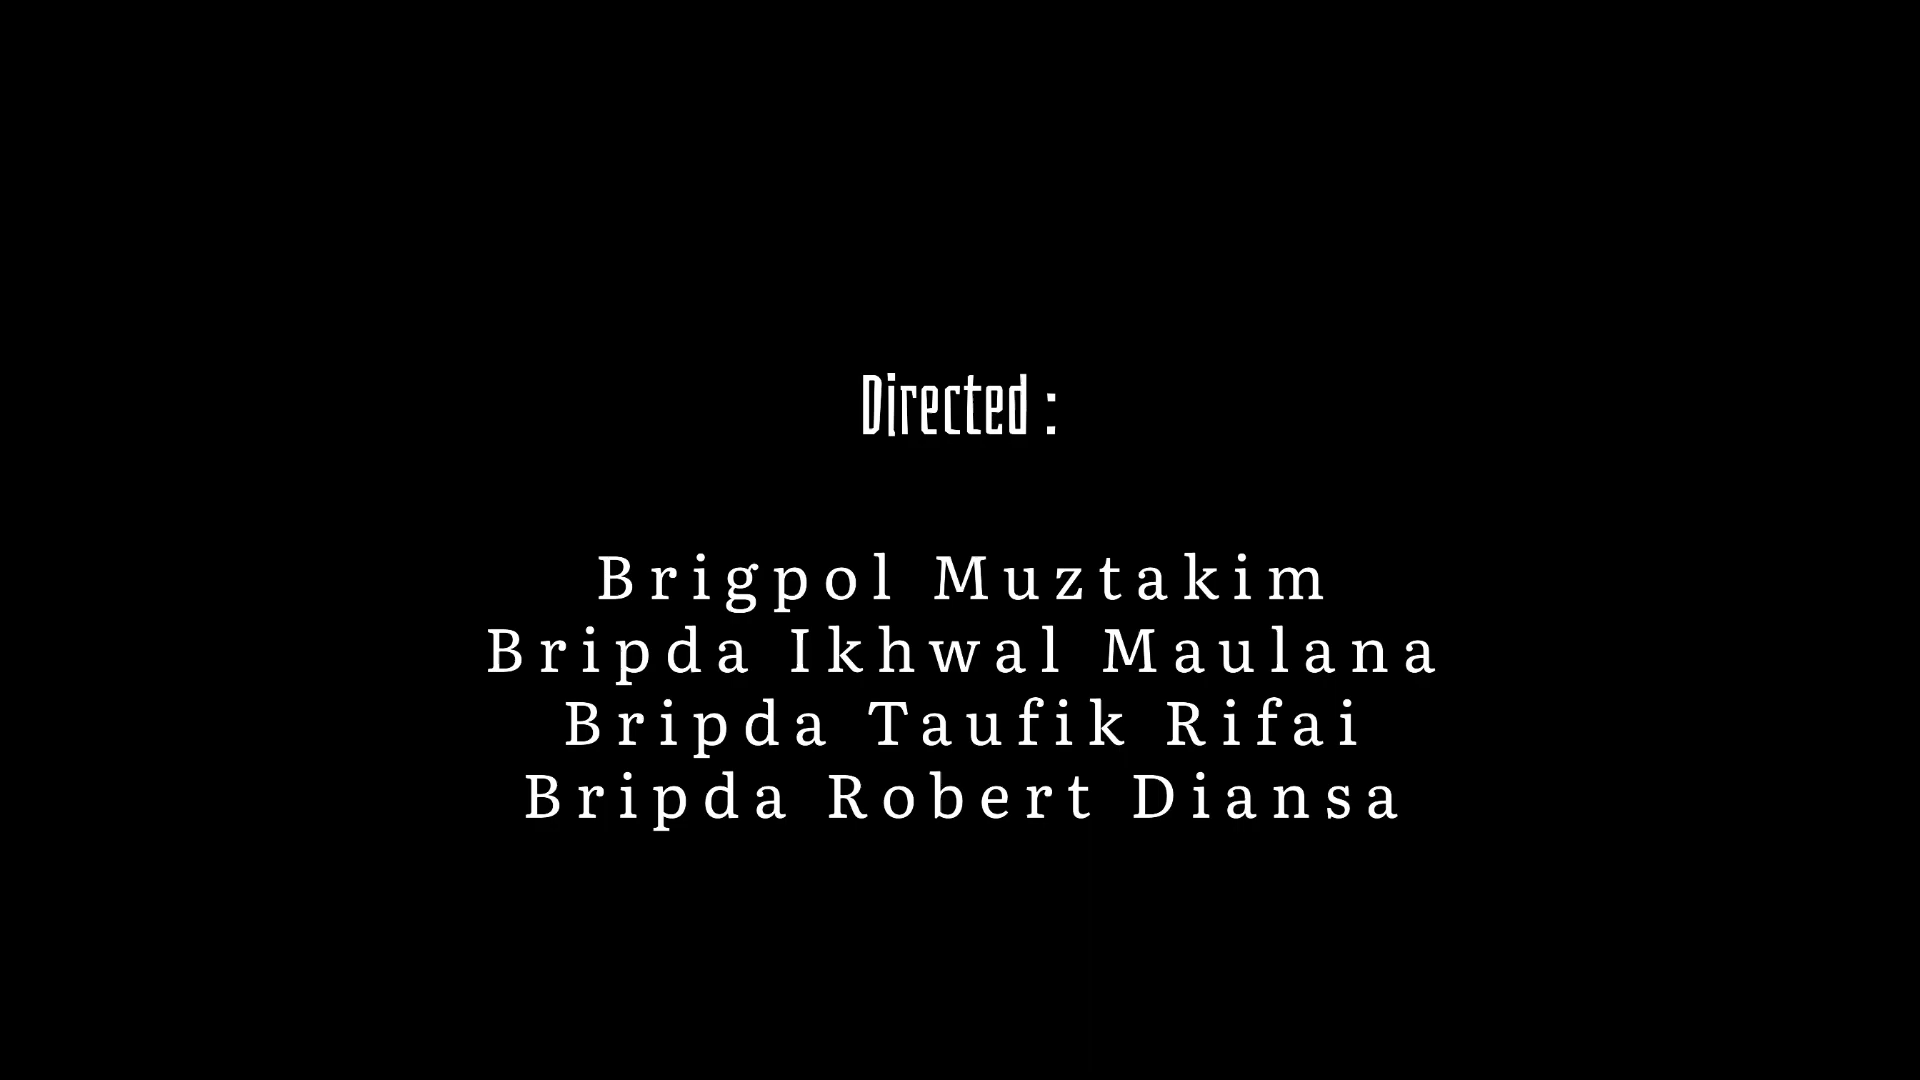 Directed :
Brigpol Muztakim
Bripda Ikhwal Maulana
Bripda Taufik Rifai
Bripda Robert Diansa